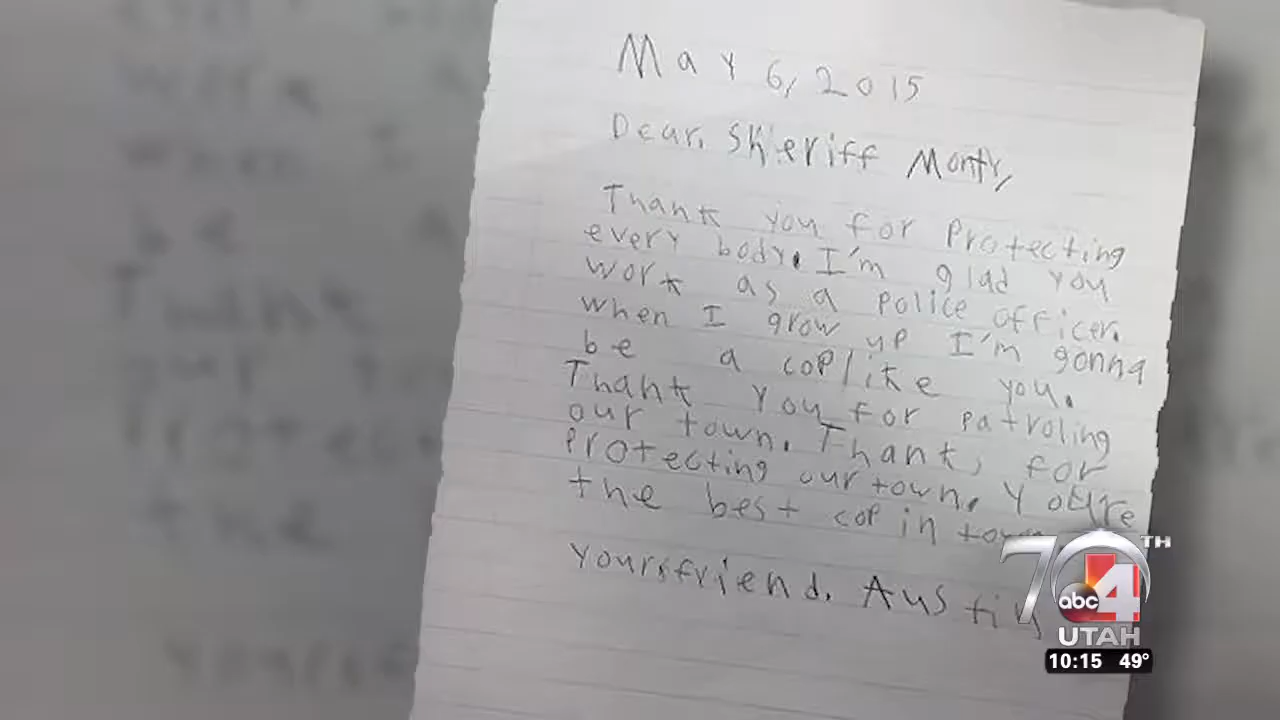 May 6, 2015
Dear, Sheriff Monty,
Thank you for Protecting
every body. I'm glad you
work as a police officer.
when I grow up I'm gonna
be a cop like you.
Thank you for patroling
our town. Thank, for
protecting our town. You're
the best cop in town
yours friend. Austin
70TH
abc 4
UTAH
10:15 49°